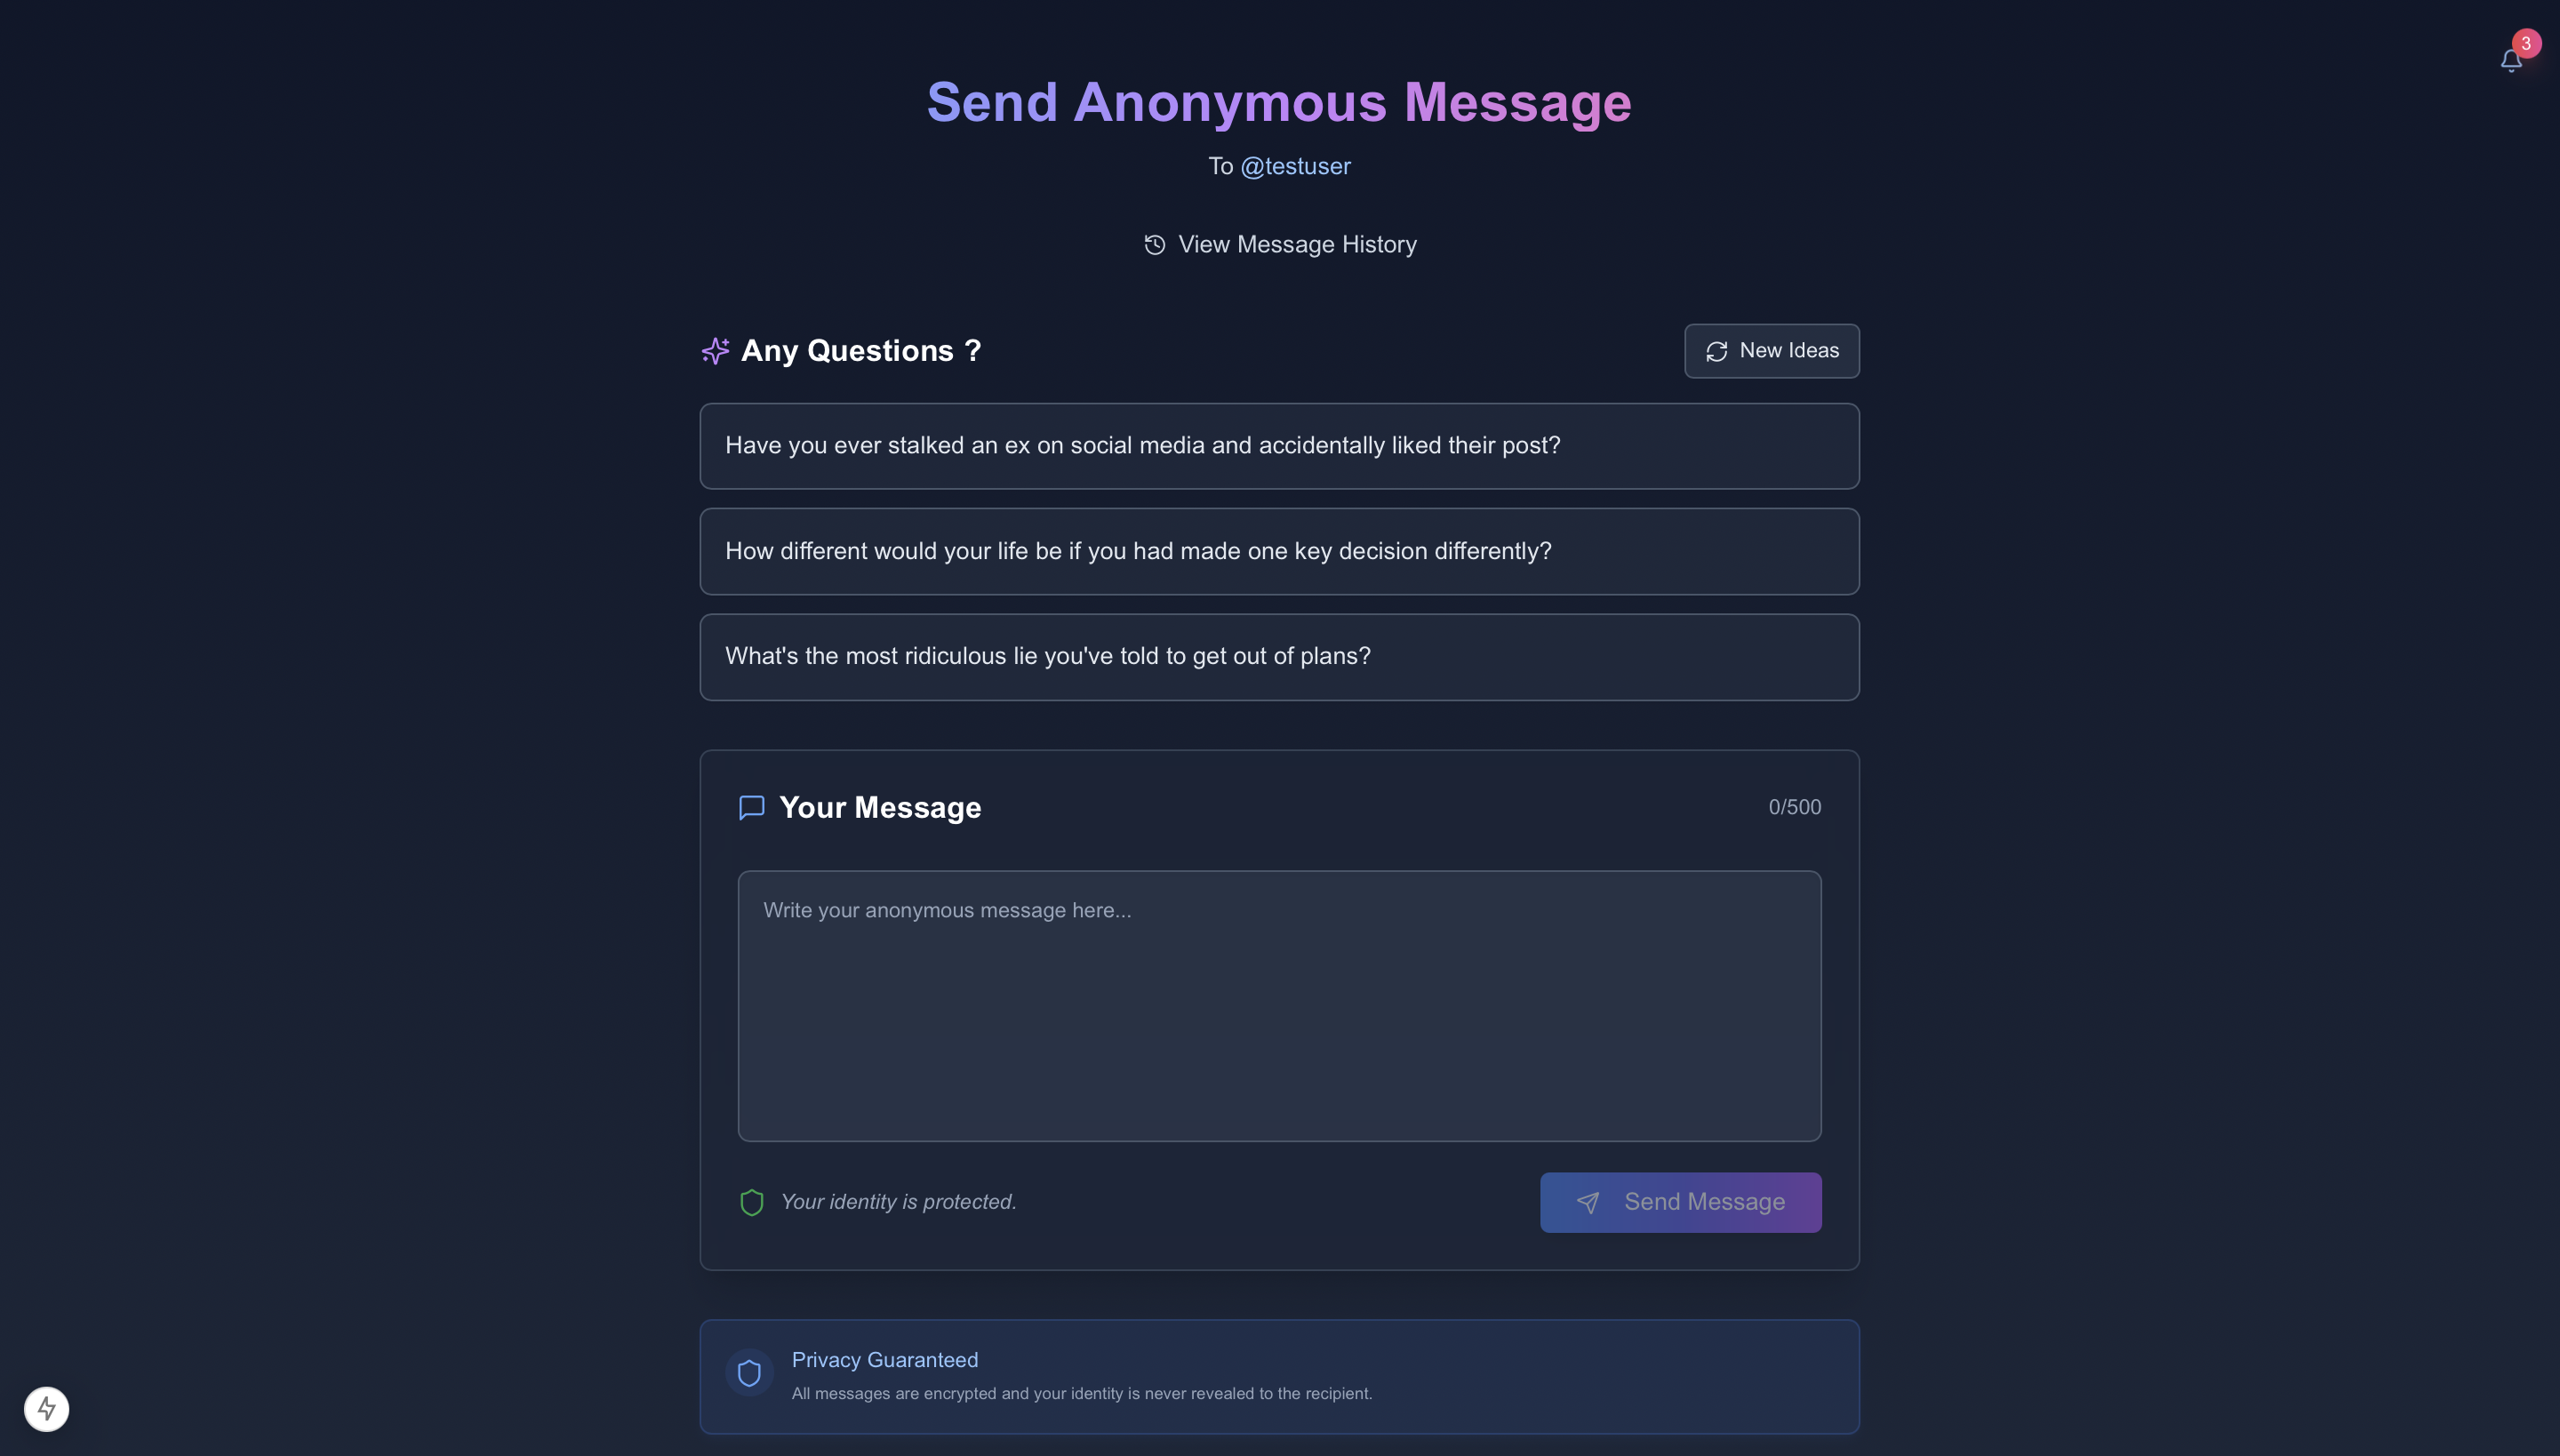 3
Send Anonymous Message
To @testuser
View Message History
Any Questions ?
New Ideas
Have you ever stalked an ex on social media and accidentally liked their post?
How different would your life be if you had made one key decision differently?
What's the most ridiculous lie you've told to get out of plans?
Your Message
0/500
Write your anonymous message here...
Your identity is protected.
Send Message
Privacy Guaranteed
All messages are encrypted and your identity is never revealed to the recipient.